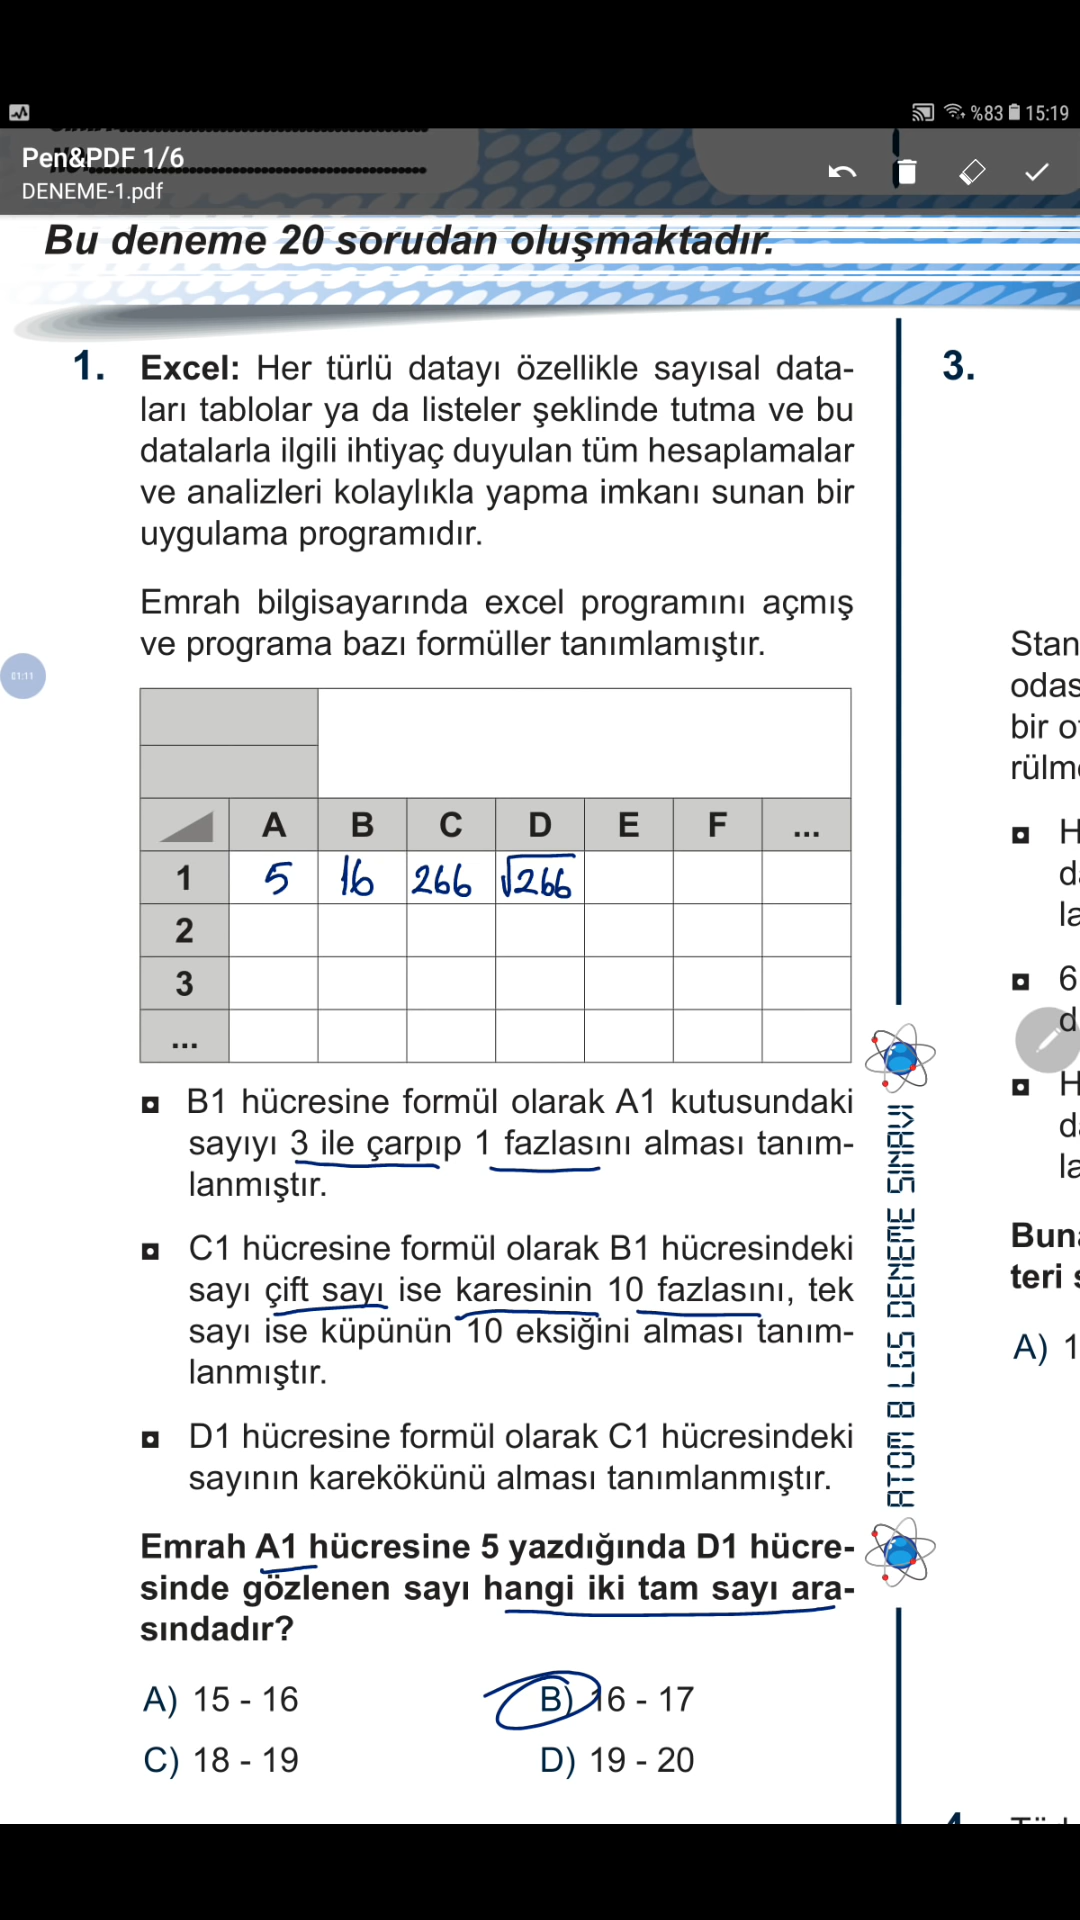 %83 15:19
Pen&PDF 1/6
DENEME-1.pdf
Bu deneme 20 sorudan oluşmaktadır.
1. Excel: Her türlü datayı özellikle sayısal data-
ları tablolar ya da listeler şeklinde tutma ve bu
datalarla ilgili ihtiyaç duyulan tüm hesaplamalar
ve analizleri kolaylıkla yapma imkanı sunan bir
uygulama programıdır.
Emrah bilgisayarında excel programını açmış
ve programa bazı formüller tanımlamıştır.
01:11
A B C D E F ...
1 5 16 266 √266
2
3
...
▫ B1 hücresine formül olarak A1 kutusundaki
sayıyı 3 ile çarpıp 1 fazlasını alması tanım-
lanmıştır.
▫ C1 hücresine formül olarak B1 hücresindeki
sayı çift sayı ise karesinin 10 fazlasını, tek
sayı ise küpünün 10 eksiğini alması tanım-
lanmıştır.
▫ D1 hücresine formül olarak C1 hücresindeki
sayının karekökünü alması tanımlanmıştır.
Emrah A1 hücresine 5 yazdığında D1 hücre-
sinde gözlenen sayı hangi iki tam sayı ara-
sındadır?
A) 15 - 16 B) 16 - 17
C) 18 - 19 D) 19 - 20
ATOM 8 LGS DENEME SINAVI
3.
Stan
odas
bir o
rülm
▫ H
d
la
▫ 6
d
▫ H
d
la
Bun
teri s
A) 1